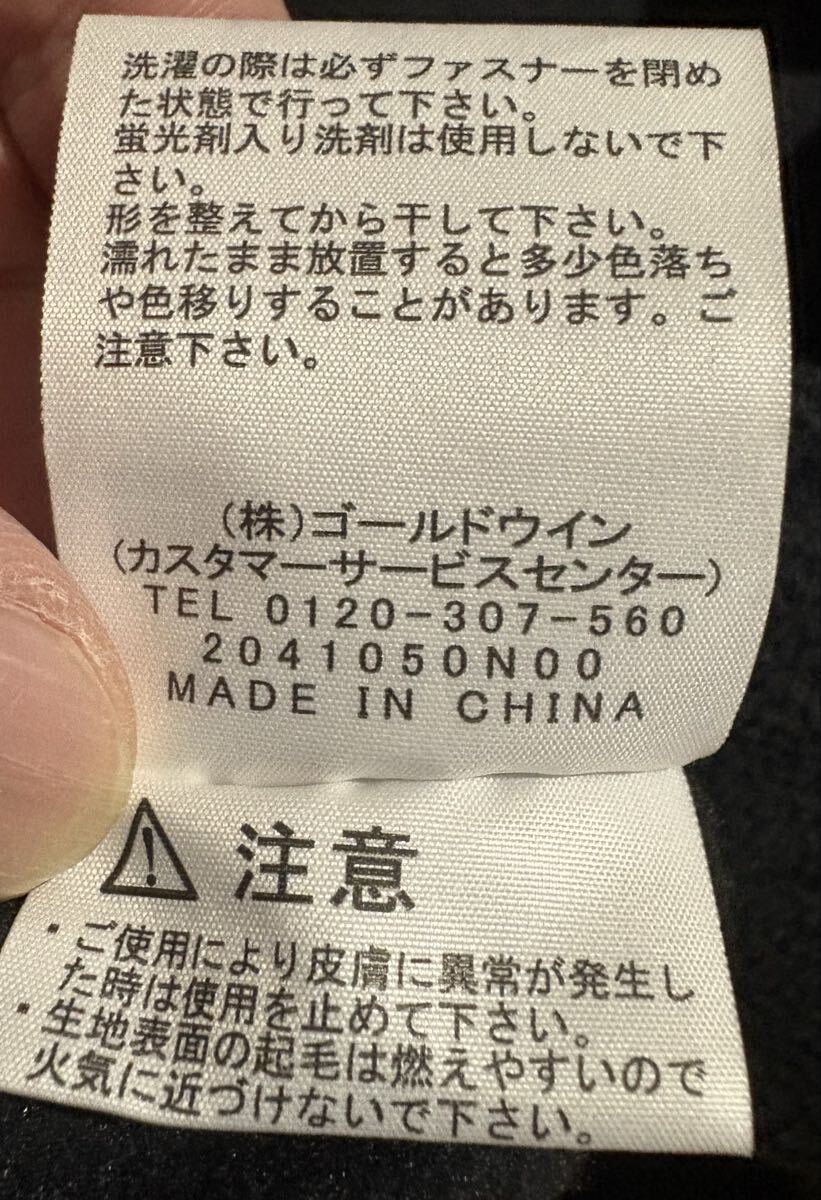 洗濯の際は必ずファスナーを閉め
た状態で行って下さい。
蛍光剤入り洗剤は使用しないで下
さい。
形を整えてから干して下さい。
濡れたまま放置すると多少色落ち
や色移りすることがあります。ご
注意下さい。
(株)ゴールドウイン
(カスタマーサービスセンター)
TEL 0120-307-560
2041050N00
MADE IN CHINA
注意
・ご使用により皮膚に異常が発生し
た時は使用を止めて下さい。
・生地表面の起毛は燃えやすいので
火気に近づけないで下さい。